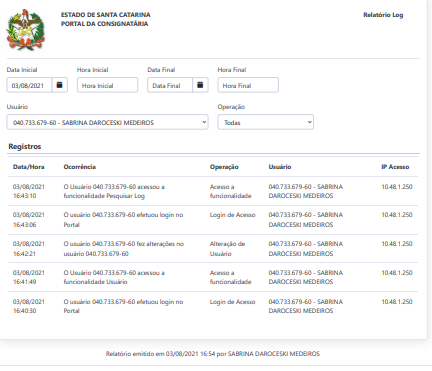 ESTADO DE SANTA CATARINA
PORTAL DA CONSIGNATÁRIA
Relatório Log
Data Inicial Hora Inicial Data Final Hora Final
03/08/2021 Hora Inicial Data Final Hora Final
Usuário Operação
040.733.679-60 - SABRINA DAROCESKI MEDEIROS Todas
Registros
Data/Hora Ocorrência Operação Usuário IP Acesso
03/08/2021 O Usuário 040.733.679-60 acessou a Acesso a 040.733.679-60 - SABRINA 10.48.1.250
16:43:10 funcionalidade Pesquisar Log funcionalidade DAROCESKI MEDEIROS
03/08/2021 O usuário 040.733.679-60 efetuou login no Login de Acesso 040.733.679-60 - SABRINA 10.48.1.250
16:43:06 Portal DAROCESKI MEDEIROS
03/08/2021 O usuário 040.733.679-60 fez alterações no Alteração de 040.733.679-60 - SABRINA 10.48.1.250
16:42:21 usuário 040.733.679-60 Usuário DAROCESKI MEDEIROS
03/08/2021 O Usuário 040.733.679-60 acessou a Acesso a 040.733.679-60 - SABRINA 10.48.1.250
16:41:49 funcionalidade Usuário funcionalidade DAROCESKI MEDEIROS
03/08/2021 O usuário 040.733.679-60 efetuou login no Login de Acesso 040.733.679-60 - SABRINA 10.48.1.250
16:40:30 Portal DAROCESKI MEDEIROS
Relatório emitido em 03/08/2021 16:54 por SABRINA DAROCESKI MEDEIROS